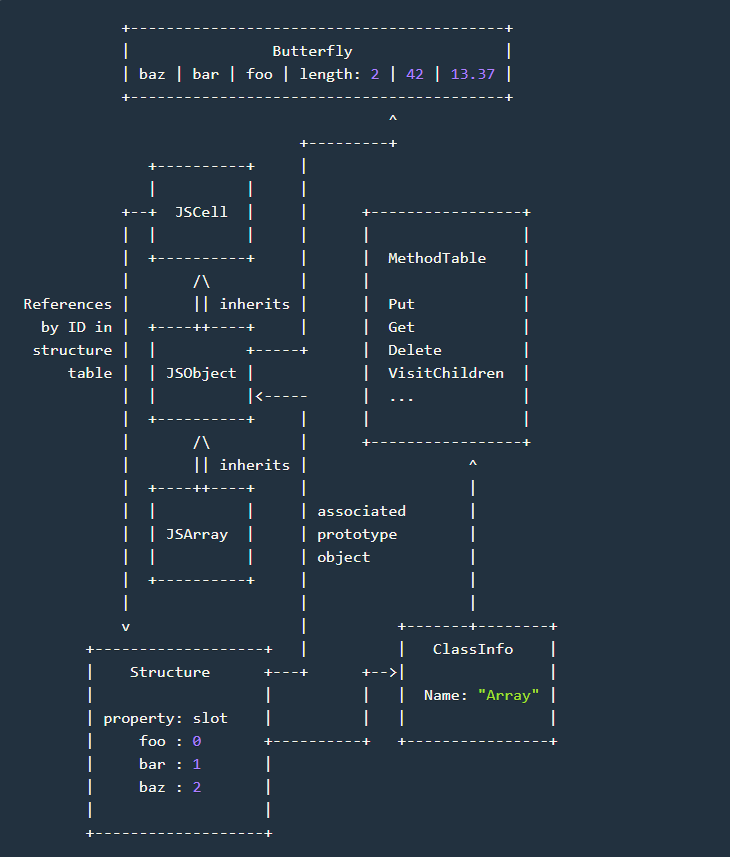 Butterfly
baz | bar | foo | length: 2 | 42 | 13.37
JSCell
MethodTable
References
|| inherits
Put
by ID in
Get
structure
Delete
table
JSObject
VisitChildren
...
|| inherits
associated
JSArray
prototype
object
ClassInfo
Structure
Name: "Array"
property: slot
foo : 0
bar : 1
baz : 2